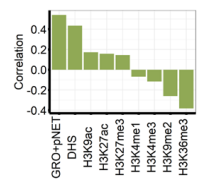 Correlation
0.4
0.2
0.0
-0.2
-0.4
GRO+pNET
DHS
H3K9ac
H3K27ac
H3K27me3
H3K4me1
H3K4me3
H3K9me2
H3K36me3